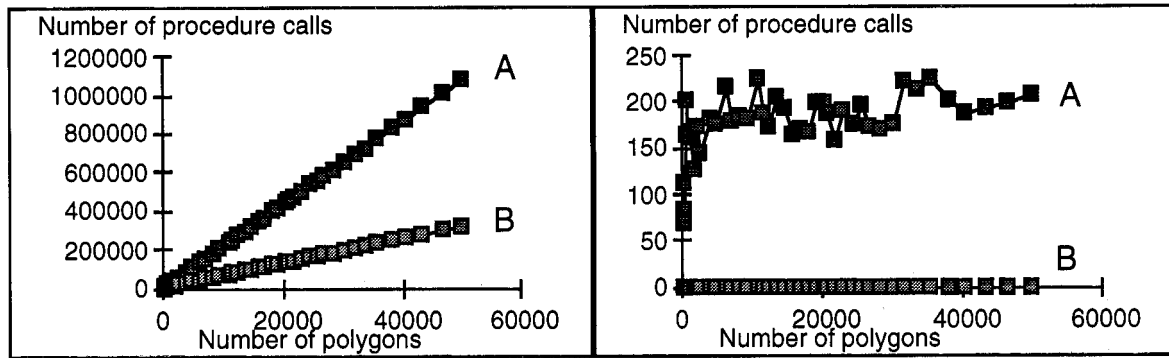 Number of procedure calls
1200000
1000000
800000
600000
400000
200000
0
A
B
0 20000 40000 60000
Number of polygons
Number of procedure calls
250
200
150
100
50
0
A
B
0 20000 40000 60000
Number of polygons